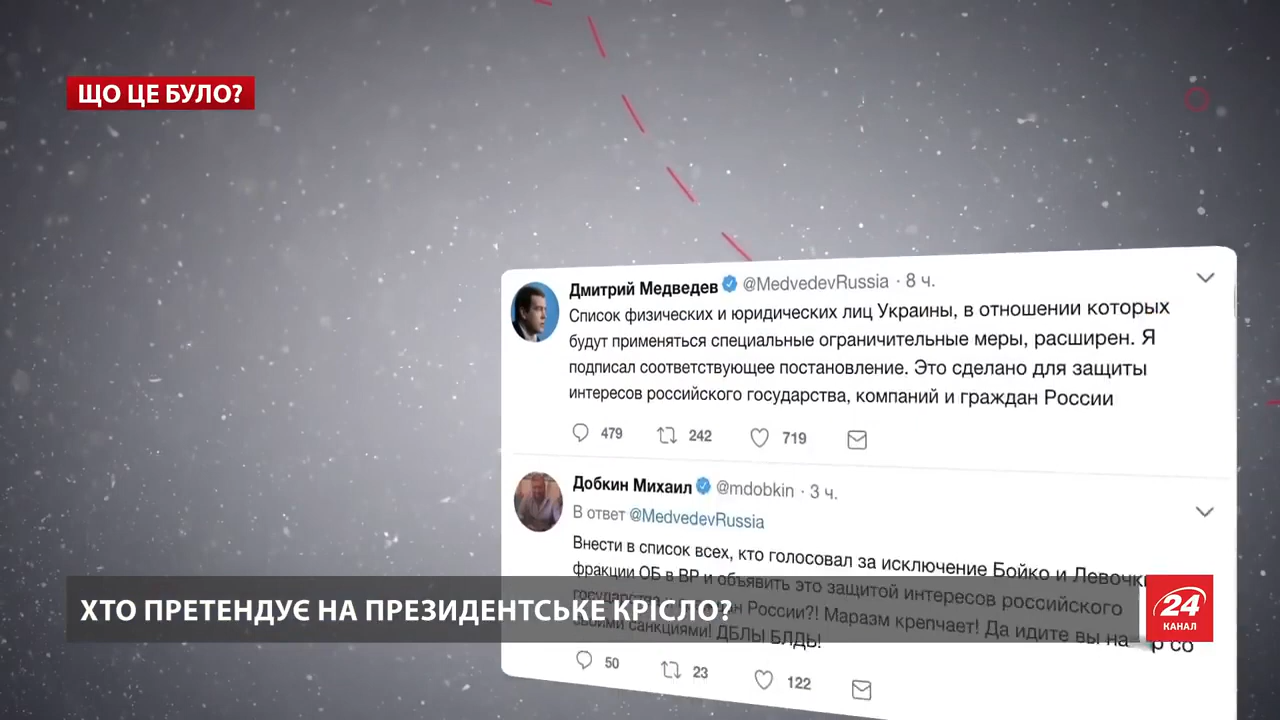 ЩО ЦЕ БУЛО?
Дмитрий Медведев @MedvedevRussia · 8 ч.
Список физических и юридических лиц Украины, в отношении которых
будут применяться специальные ограничительные меры, расширен. Я
подписал соответствующее постановление. Это сделано для защиты
интересов российского государства, компаний и граждан России
479 242 719
Добкин Михаил @mdobkin · 3 ч.
В ответ @MedvedevRussia
Внести в список всех, кто голосовал за исключение Бойко и Левочк
фракции ОБ в ВР и объявить это защитой интересов российского
России?! Маразм крепчает! Да идите вы на со
своими санкциями! ДБЛЫ БЛДЬ!
50 23 122
ХТО ПРЕТЕНДУЄ НА ПРЕЗИДЕНТСЬКЕ КРІСЛО?
24
КАНАЛ